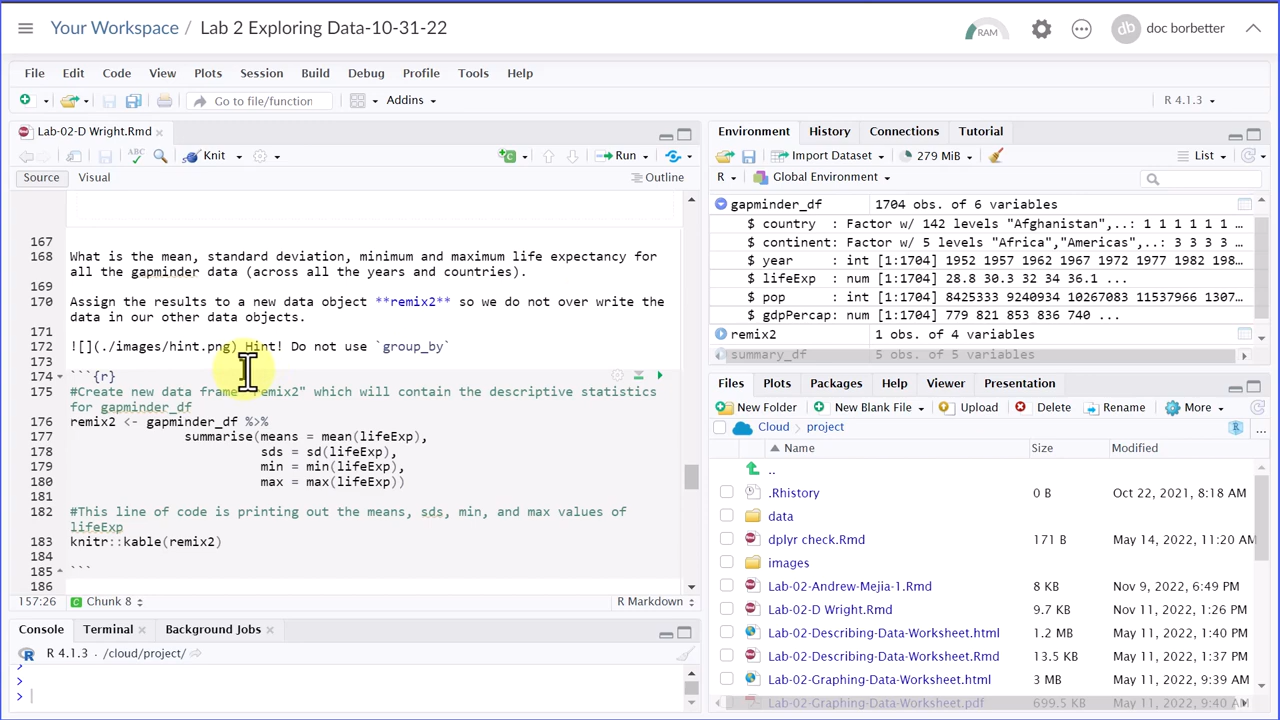 Your Workspace / Lab 2 Exploring Data-10-31-22
RAM
db doc borbetter
File Edit Code View Plots Session Build Debug Profile Tools Help
Go to file/function Addins R 4.1.3
Lab-02-D Wright.Rmd
ABC Knit Run
Source Visual Outline
167
168 What is the mean, standard deviation, minimum and maximum life expectancy for
all the gapminder data (across all the years and countries).
169
170 Assign the results to a new data object **remix2** so we do not over write the
data in our other data objects.
171
172 ![](./images/hint.png) Hint! Do not use `group_by`
173
174 ```{r}
175 #Create new data frame "remix2" which will contain the descriptive statistics
for gapminder_df
176 remix2 <- gapminder_df %>%
177 summarise(means = mean(lifeExp),
178 sds = sd(lifeExp),
179 min = min(lifeExp),
180 max = max(lifeExp))
181
182 #This line of code is printing out the means, sds, min, and max values of
lifeExp
183 knitr::kable(remix2)
184
185 ```
186
157:26 Chunk 8 R Markdown
Console Terminal Background Jobs
R 4.1.3 · /cloud/project/
>
>
>
Environment History Connections Tutorial
Import Dataset 279 MiB List
R Global Environment
gapminder_df 1704 obs. of 6 variables
$ country : Factor w/ 142 levels "Afghanistan",..: 1 1 1 1 1 1 …
$ continent: Factor w/ 5 levels "Africa","Americas",..: 3 3 3 3 …
$ year : int [1:1704] 1952 1957 1962 1967 1972 1977 1982 198…
$ lifeExp : num [1:1704] 28.8 30.3 32 34 36.1 ...
$ pop : int [1:1704] 8425333 9240934 10267083 11537966 1307…
$ gdpPercap: num [1:1704] 779 821 853 836 740 ...
remix2 1 obs. of 4 variables
summary_df 5 obs. of 5 variables
Files Plots Packages Help Viewer Presentation
New Folder New Blank File Upload Delete Rename More
Cloud project R ...
Name Size Modified
..
.Rhistory 0 B Oct 22, 2021, 8:18 AM
data
dplyr check.Rmd 171 B May 14, 2022, 11:20 AM
images
Lab-02-Andrew-Mejia-1.Rmd 8 KB Nov 9, 2022, 6:49 PM
Lab-02-D Wright.Rmd 9.7 KB Nov 11, 2022, 1:26 PM
Lab-02-Describing-Data-Worksheet.html 1.2 MB May 11, 2022, 1:40 PM
Lab-02-Describing-Data-Worksheet.Rmd 13.5 KB May 11, 2022, 1:37 PM
Lab-02-Graphing-Data-Worksheet.html 3 MB May 11, 2022, 9:39 AM
Lab-02-Graphing-Data-Worksheet.pdf 699.5 KB May 11, 2022, 9:40 AM